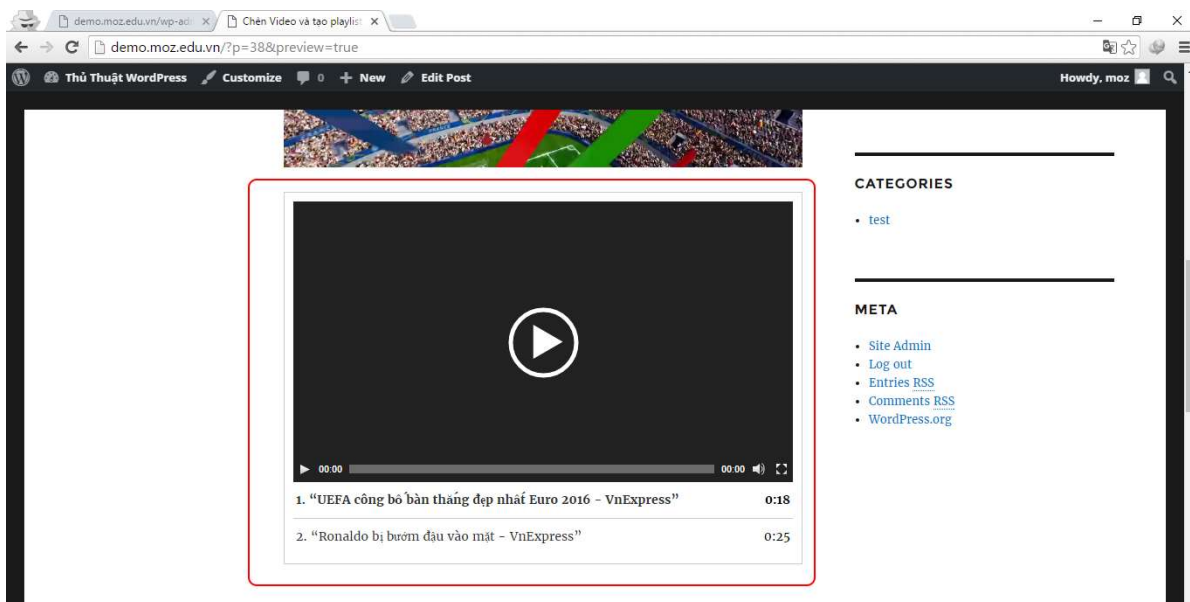 demo.moz.edu.vn/wp-ad
Chèn Video và tạo playlist
demo.moz.edu.vn/?p=38&preview=true
Thủ Thuật WordPress Customize 0 New Edit Post Howdy, moz
CATEGORIES
test
META
Site Admin
Log out
Entries RSS
Comments RSS
WordPress.org
00:00 00:00
1. “UEFA công bố bàn thắng đẹp nhất Euro 2016 – VnExpress” 0:18
2. “Ronaldo bị bướm đậu vào mặt – VnExpress” 0:25